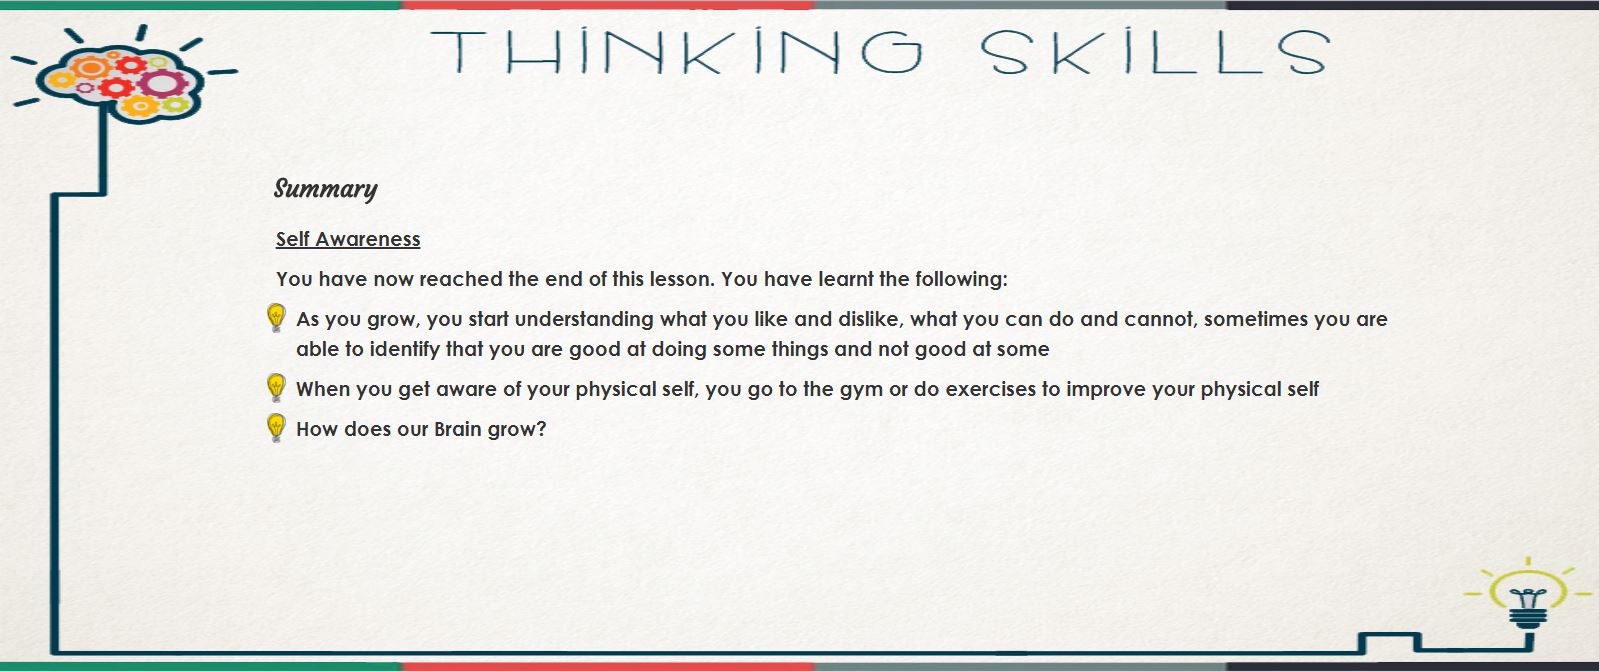 THINKING SKILLS
Summary
Self Awareness
You have now reached the end of this lesson. You have learnt the following:
As you grow, you start understanding what you like and dislike, what you can do and cannot, sometimes you are
able to identify that you are good at doing some things and not good at some
When you get aware of your physical self, you go to the gym or do exercises to improve your physical self
How does our Brain grow?